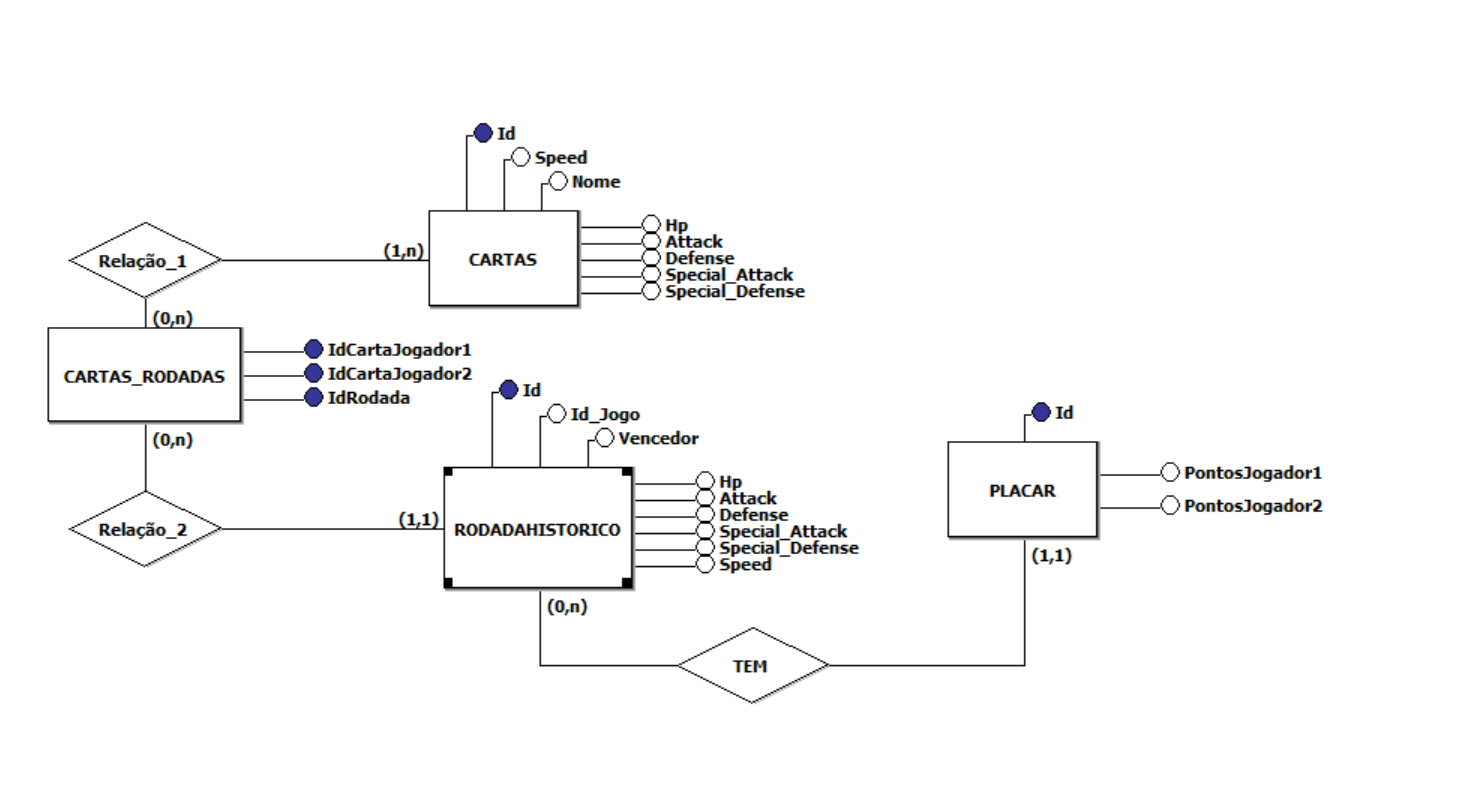 Id
Speed
Nome
CARTAS
Hp
Attack
Defense
Special_Attack
Special_Defense
(1,n)
Relação_1
(0,n)
CARTAS_RODADAS
IdCartaJogador1
IdCartaJogador2
IdRodada
(0,n)
Relação_2
(1,1)
Id
Id_Jogo
Vencedor
RODADAHISTORICO
Hp
Attack
Defense
Special_Attack
Special_Defense
Speed
(0,n)
TEM
Id
PLACAR
PontosJogador1
PontosJogador2
(1,1)